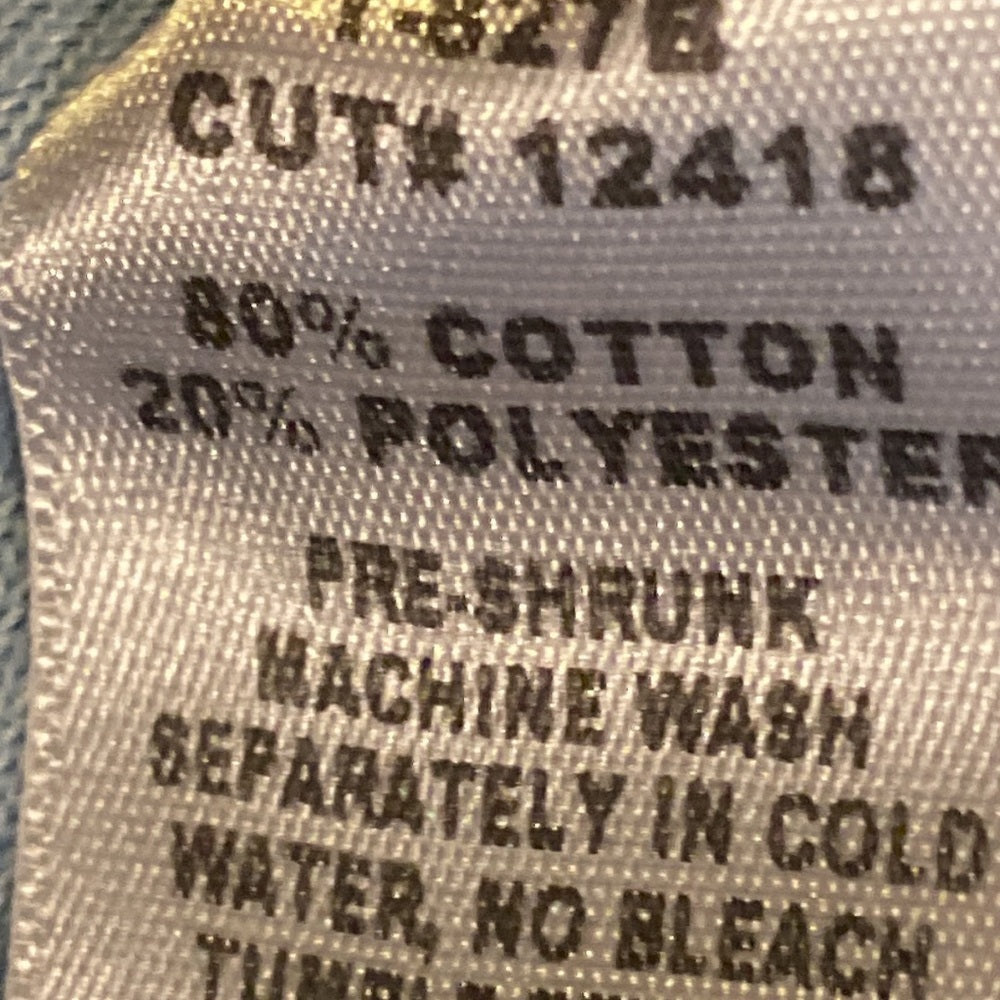 CUT# 12418
80% COTTON
20% POLYESTER
PRE-SHRUNK
MACHINE WASH
SEPARATELY IN COLD
WATER, NO BLEACH